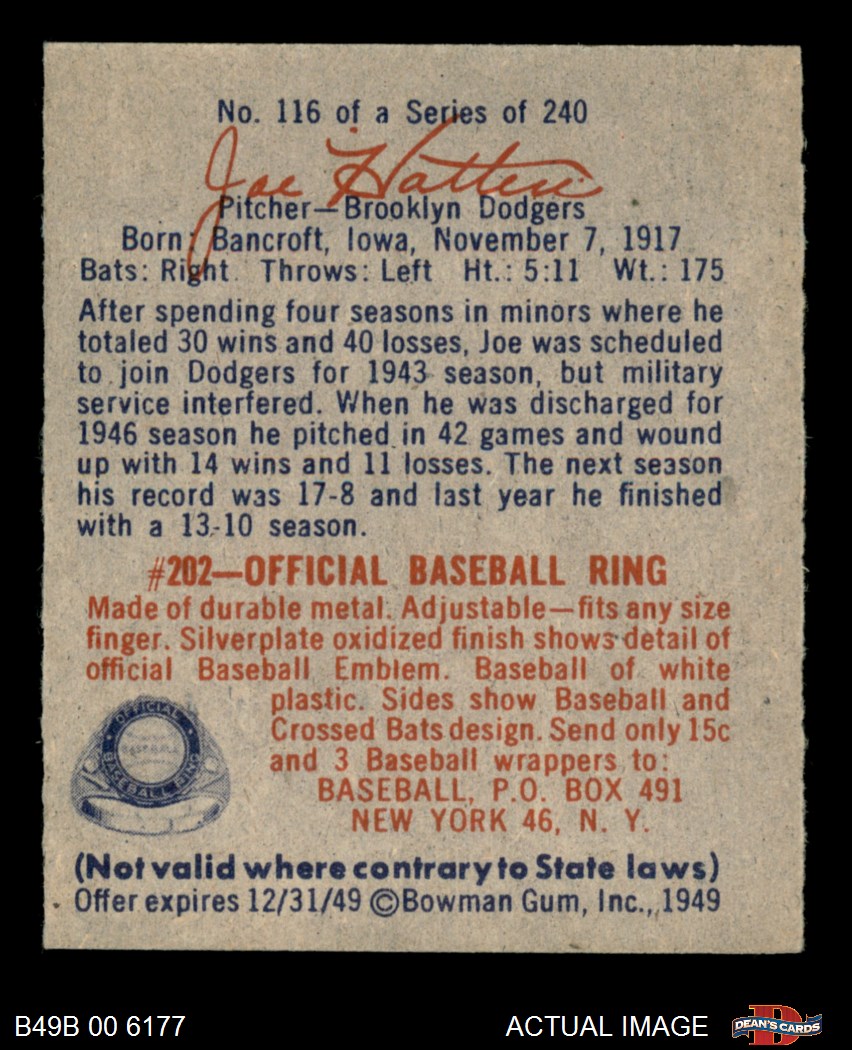 No. 116 of a Series of 240
Joe Hatten
Pitcher—Brooklyn Dodgers
Born: Bancroft, Iowa, November 7, 1917
Bats: Right Throws: Left Ht.: 5:11 Wt.: 175
After spending four seasons in minors where he
totaled 30 wins and 40 losses, Joe was scheduled
to join Dodgers for 1943 season, but military
service interfered. When he was discharged for
1946 season he pitched in 42 games and wound
up with 14 wins and 11 losses. The next season
his record was 17-8 and last year he finished
with a 13-10 season.
#202—OFFICIAL BASEBALL RING
Made of durable metal. Adjustable—fits any size
finger. Silverplate oxidized finish shows detail of
official Baseball Emblem. Baseball of white
plastic. Sides show Baseball and
Crossed Bats design. Send only 15c
and 3 Baseball wrappers to:
BASEBALL, P.O. BOX 491
NEW YORK 46, N. Y.
OFFICIAL
BASEBALL
BASEBALL RING
(Not valid where contrary to State laws)
Offer expires 12/31/49 ©Bowman Gum, Inc., 1949
B49B 00 6177
ACTUAL IMAGE
DEAN'S CARDS